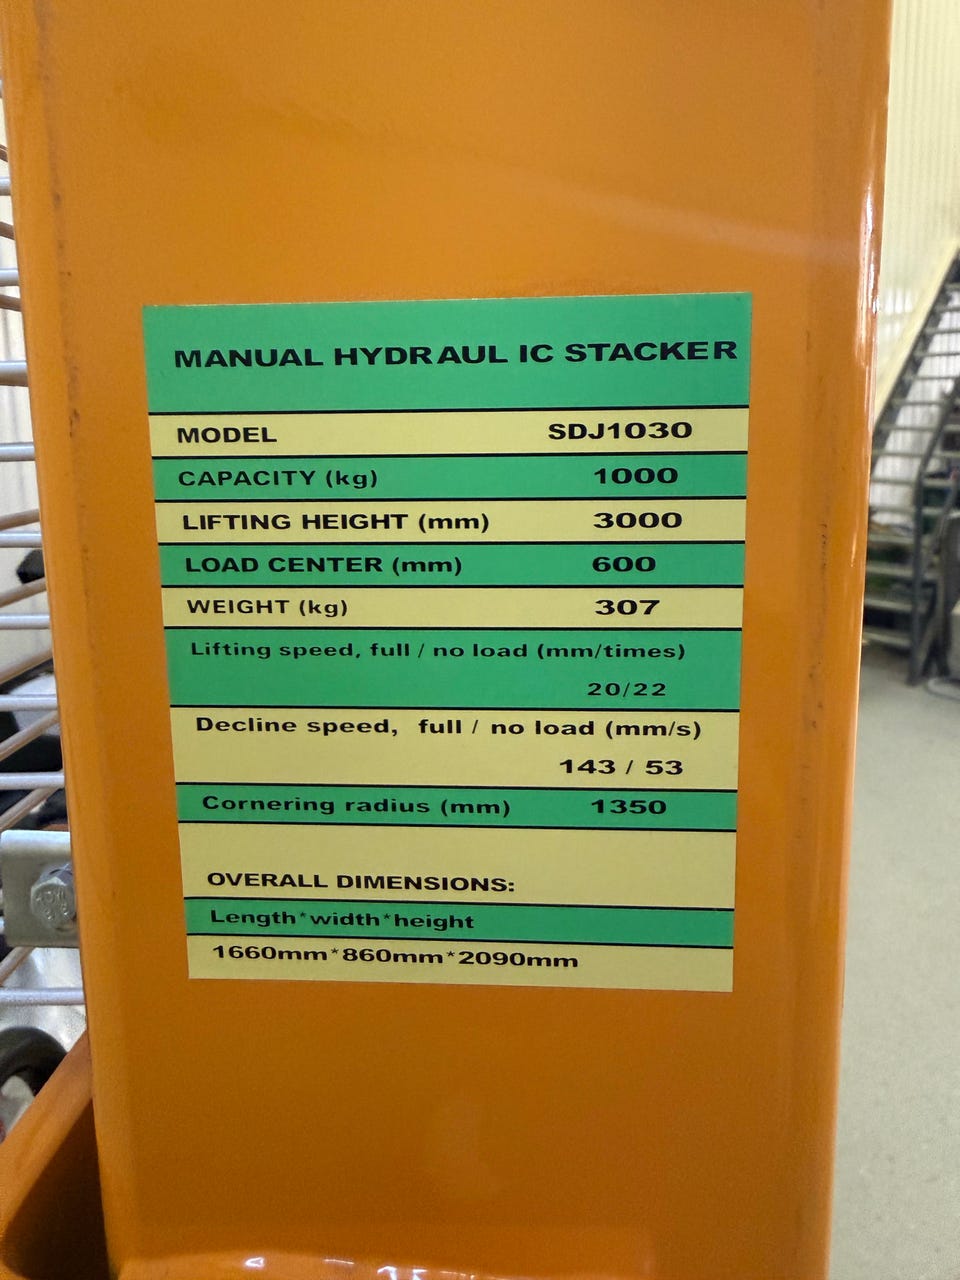 MANUAL HYDRAUL IC STACKER
MODEL SDJ1030
CAPACITY (kg) 1000
LIFTING HEIGHT (mm) 3000
LOAD CENTER (mm) 600
WEIGHT (kg) 307
Lifting speed, full / no load (mm/times)
20/22
Decline speed, full / no load (mm/s)
143 / 53
Cornering radius (mm) 1350
OVERALL DIMENSIONS:
Length*width*height
1660mm*860mm*2090mm